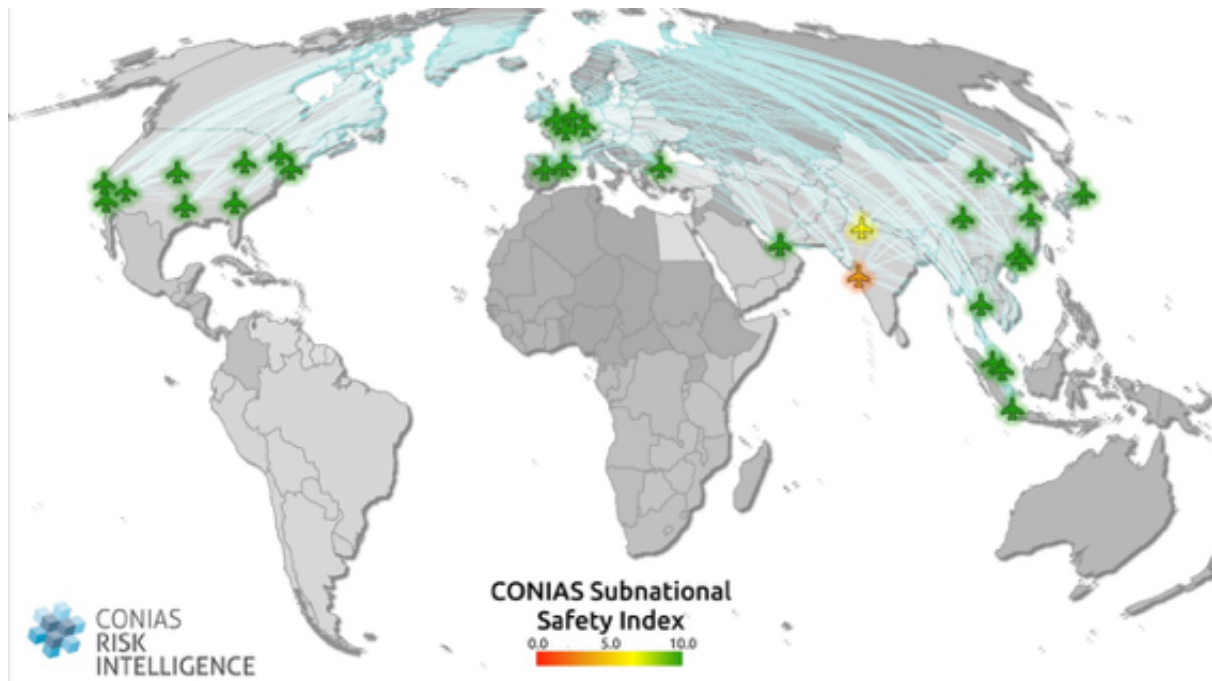 CONIAS Subnational
Safety Index
0.0 5.0 10.0
CONIAS
RISK
INTELLIGENCE